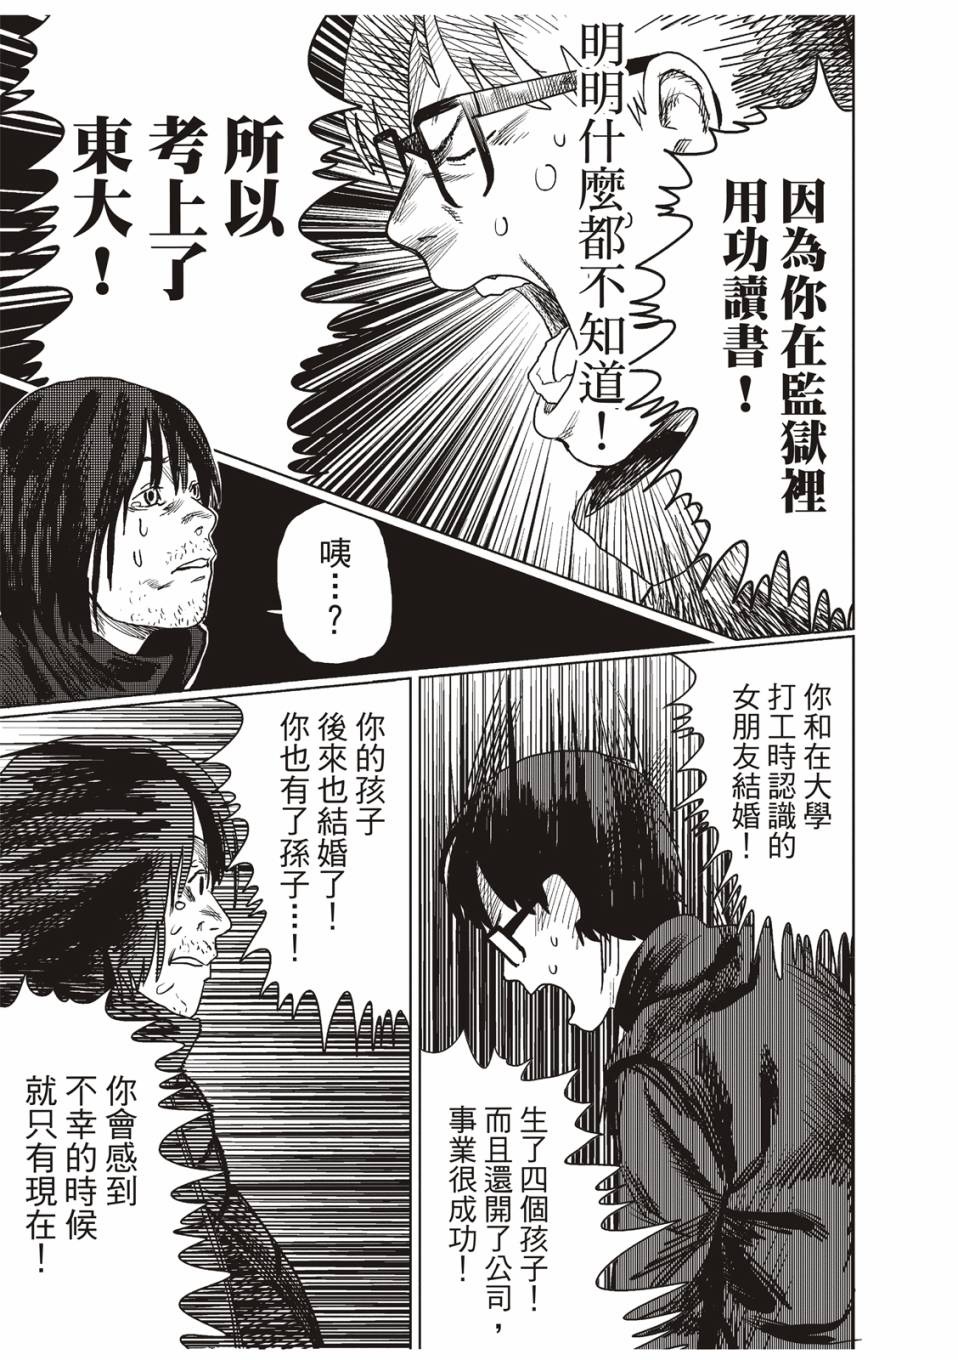 因為你在監獄裡
用功讀書！
明明什麼都不知道！
所以
考上了
東大！
咦…?
你和在大學
打工時認識的
女朋友結婚！
生了四個孩子！
而且還開了公司，
事業很成功！
你的孩子
後來也結婚了！
你也有了孫子…！
你會感到
不幸的時候
就只有現在！